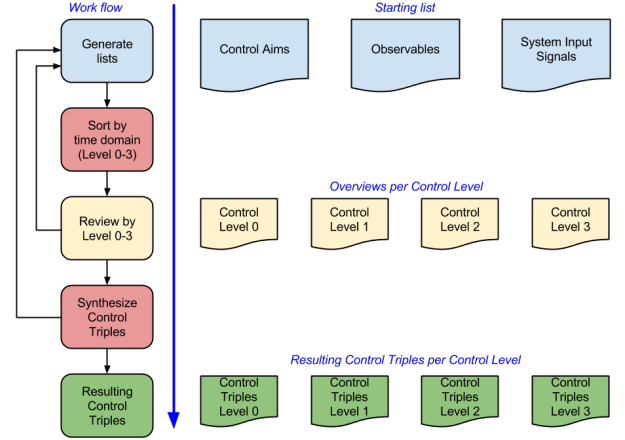 Work flow
Starting list
Generate
lists
Control Aims
Observables
System Input
Signals
Sort by
time domain
(Level 0-3)
Overviews per Control Level
Review by
Level 0-3
Control
Level 0
Control
Level 1
Control
Level 2
Control
Level 3
Synthesize
Control
Triples
Resulting Control Triples per Control Level
Resulting
Control
Triples
Control
Triples
Level 0
Control
Triples
Level 1
Control
Triples
Level 2
Control
Triples
Level 3